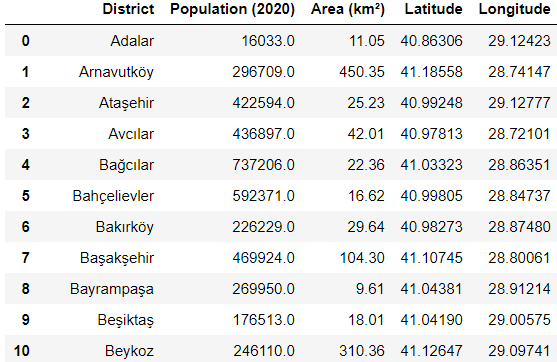 District Population (2020) Area (km²) Latitude Longitude
0 Adalar 16033.0 11.05 40.86306 29.12423
1 Arnavutköy 296709.0 450.35 41.18558 28.74147
2 Ataşehir 422594.0 25.23 40.99248 29.12777
3 Avcılar 436897.0 42.01 40.97813 28.72101
4 Bağcılar 737206.0 22.36 41.03323 28.86351
5 Bahçelievler 592371.0 16.62 40.99805 28.84737
6 Bakırköy 226229.0 29.64 40.98273 28.87480
7 Başakşehir 469924.0 104.30 41.10745 28.80061
8 Bayrampaşa 269950.0 9.61 41.04381 28.91214
9 Beşiktaş 176513.0 18.01 41.04190 29.00575
10 Beykoz 246110.0 310.36 41.12647 29.09741